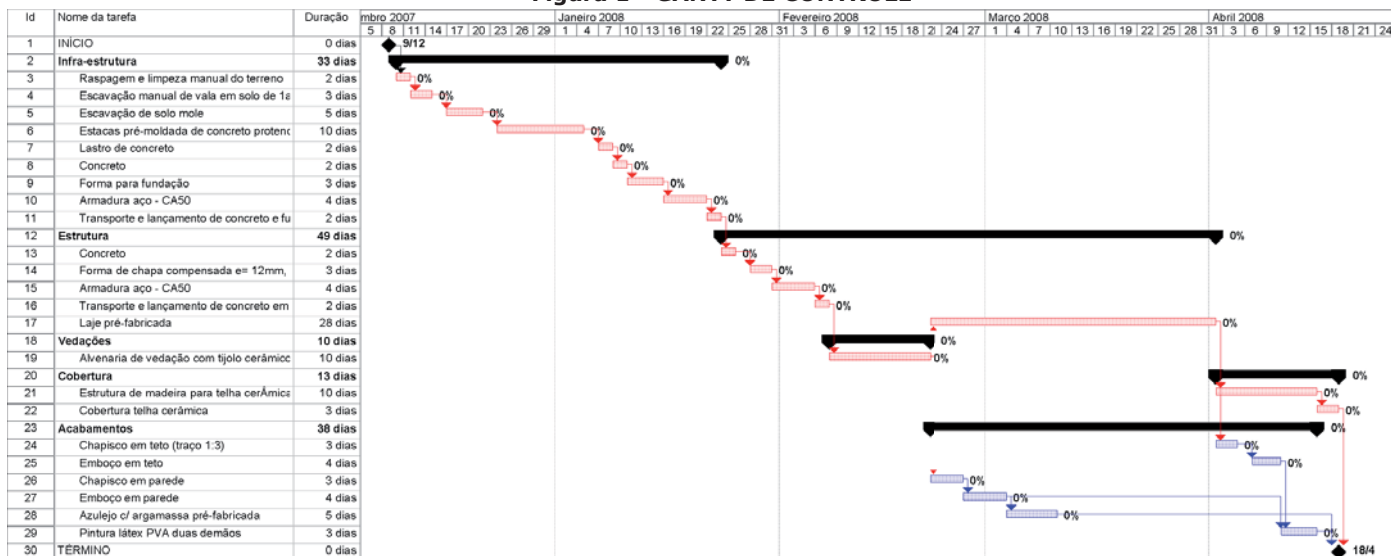 Id Nome da tarefa Duração mbro 2007 Janeiro 2008 Fevereiro 2008 Março 2008 Abril 2008
5 8 11 14 17 20 23 26 29 1 4 7 10 13 16 19 22 25 28 31 3 6 9 12 15 18 21 24 27 1 4 7 10 13 16 19 22 25 28 31 3 6 9 12 15 18 21 24
1 INÍCIO 0 dias 9/12
2 Infra-estrutura 33 dias 0%
3 Raspagem e limpeza manual do terreno 2 dias 0%
4 Escavação manual de vala em solo de 1a 3 dias 0%
5 Escavação de solo mole 5 dias 0%
6 Estacas pré-moldada de concreto protenc 10 dias 0%
7 Lastro de concreto 2 dias 0%
8 Concreto 2 dias 0%
9 Forma para fundação 3 dias 0%
10 Armadura aço - CA50 4 dias 0%
11 Transporte e lançamento de concreto e fu 2 dias 0%
12 Estrutura 49 dias 0%
13 Concreto 2 dias 0%
14 Forma de chapa compensada e= 12mm, 3 dias 0%
15 Armadura aço - CA50 4 dias 0%
16 Transporte e lançamento de concreto em 2 dias 0%
17 Laje pré-fabricada 28 dias 0%
18 Vedações 10 dias 0%
19 Alvenaria de vedação com tijolo cerâmicc 10 dias 0%
20 Cobertura 13 dias 0%
21 Estrutura de madeira para telha cerÂmica 10 dias 0%
22 Cobertura telha cerâmica 3 dias 0%
23 Acabamentos 38 dias 0%
24 Chapisco em teto (traço 1:3) 3 dias 0%
25 Emboço em teto 4 dias 0%
26 Chapisco em parede 3 dias 0%
27 Emboço em parede 4 dias 0%
28 Azulejo c/ argamassa pré-fabricada 5 dias 0%
29 Pintura látex PVA duas demãos 3 dias 0%
30 TÉRMINO 0 dias 18/4